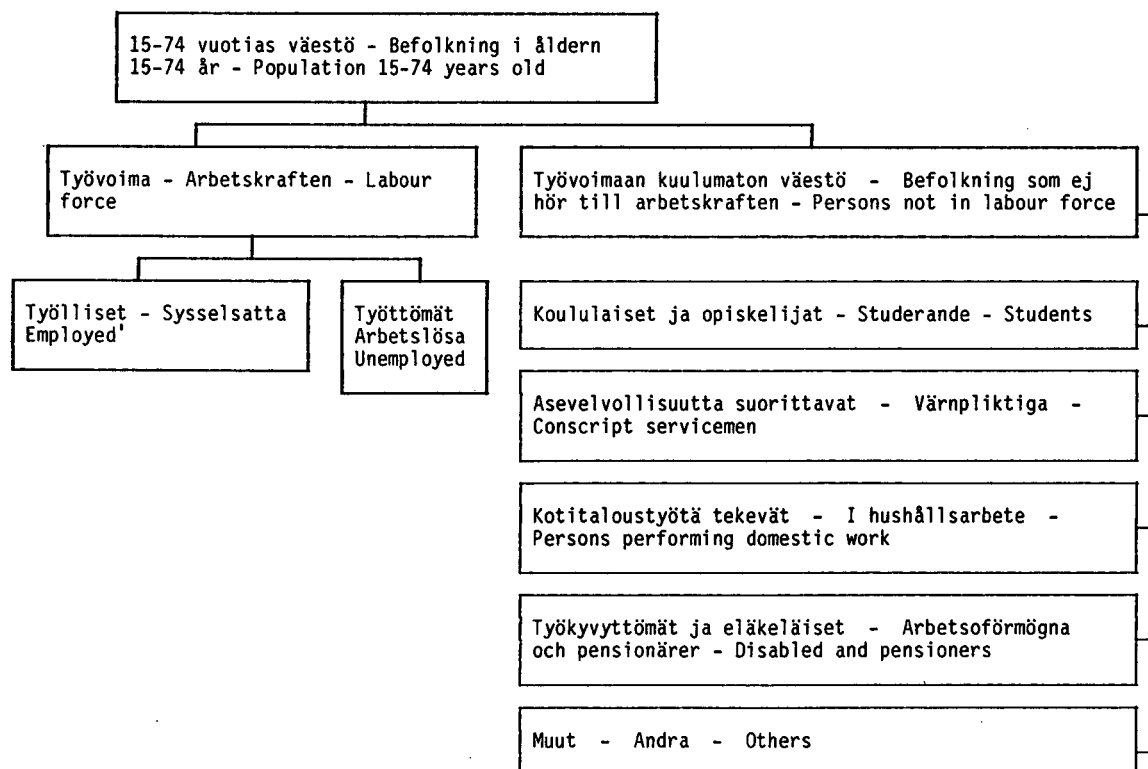 15-74 vuotias väestö - Befolkning i åldern
15-74 år - Population 15-74 years old
Työvoima - Arbetskraften - Labour
force
Työvoimaan kuulumaton väestö - Befolkning som ej
hör till arbetskraften - Persons not in labour force
Työlliset - Sysselsatta
Employed'
Työttömät
Arbetslösa
Unemployed
Koululaiset ja opiskelijat - Studerande - Students
Asevelvollisuutta suorittavat - Värnpliktiga -
Conscript servicemen
Kotitaloustyötä tekevät - I hushållsarbete -
Persons performing domestic work
Työkyvyttömät ja eläkeläiset - Arbetsoförmögna
och pensionärer - Disabled and pensioners
Muut - Andra - Others